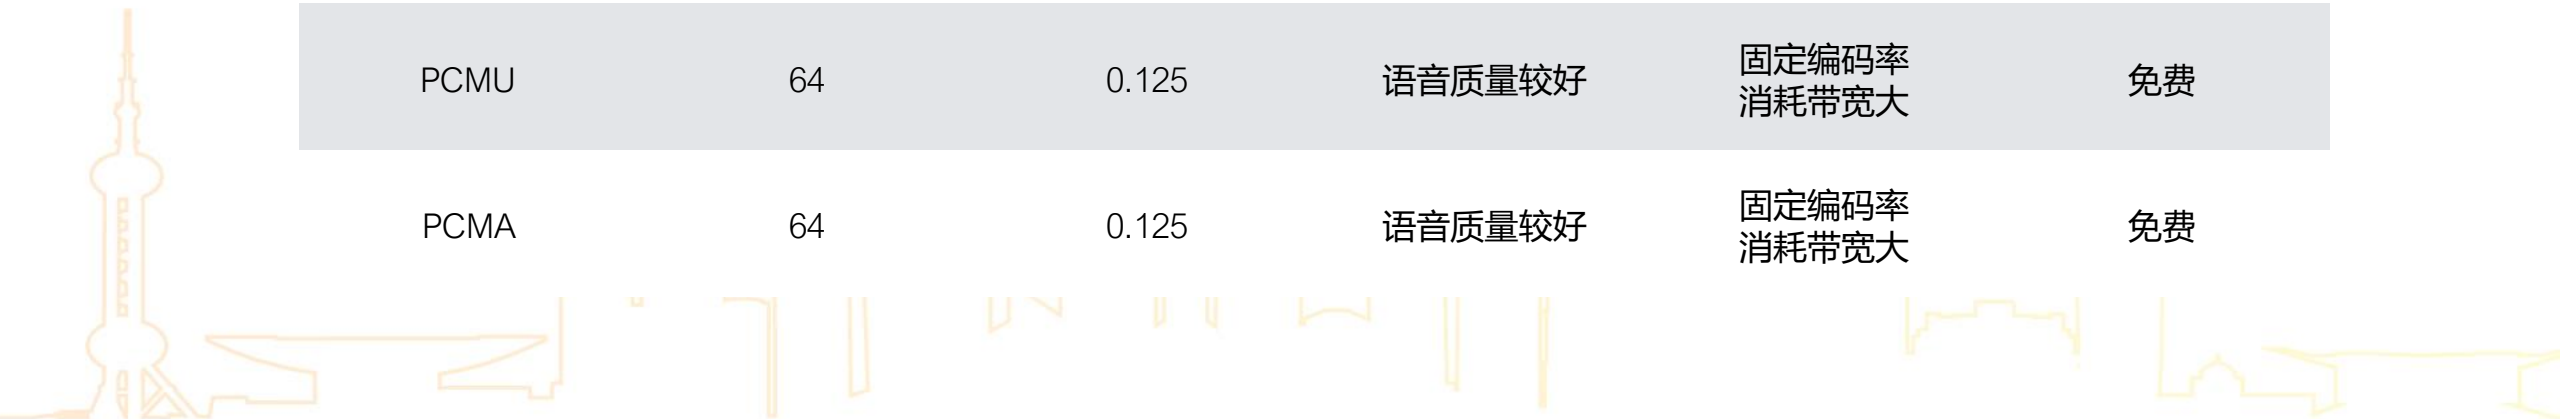 PCMU 64 0.125 语音质量较好 固定编码率 免费
消耗带宽大
PCMA 64 0.125 语音质量较好 固定编码率 免费
消耗带宽大